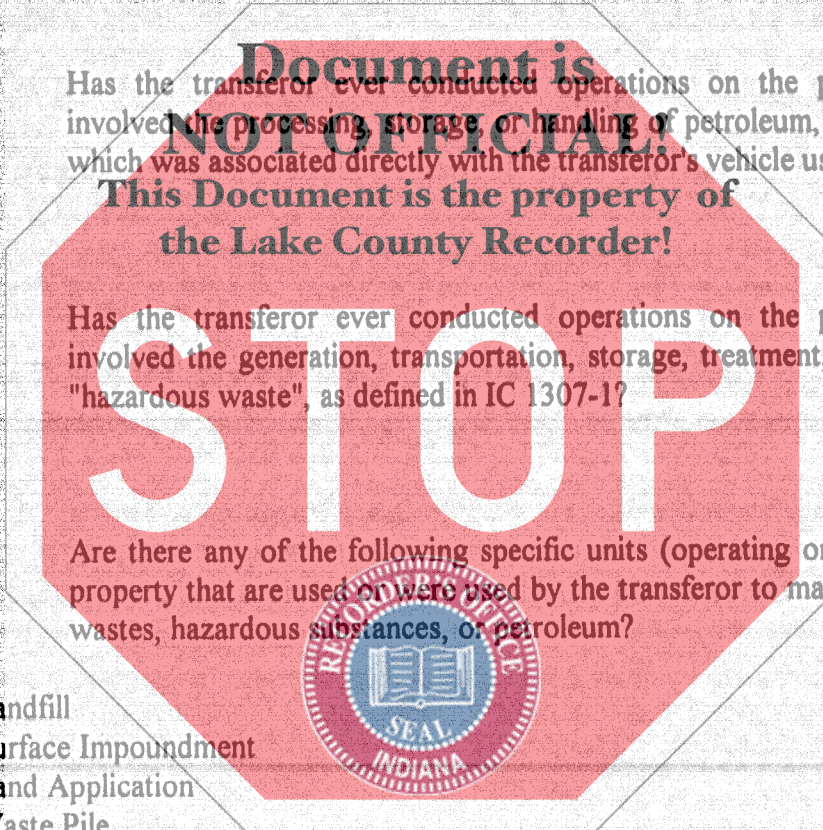 Document is
Has the transferor ever conducted operations on the
NOT OFFICIAL!
involved the processing, storage, or handling of petroleum,
which was associated directly with the transferor's vehicle
This Document is the property of
the Lake County Recorder!
Has the transferor ever conducted operations on the
involved the generation, transportation, storage, treatment,
"hazardous waste", as defined in IC 1307-1?
STOP
Are there any of the following specific units (operating
property that are used or were used by the transferor to
wastes, hazardous substances, or petroleum?
RECORDER'S OFFICE
SEAL
INDIANA
andfill
urface Impoundment
and Application
aste Pile